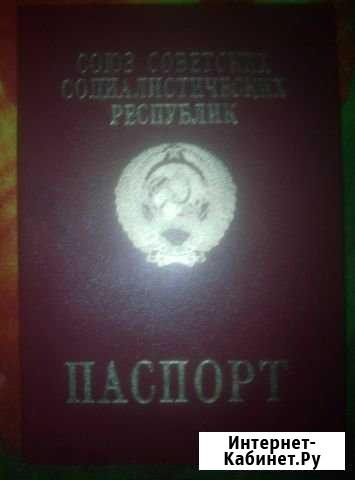 СОЮЗ СОВЕТСКИХ
СОЦИАЛИСТИЧЕСКИХ
РЕСПУБЛИК
ПАСПОРТ
Интернет-
Кабинет.Ру